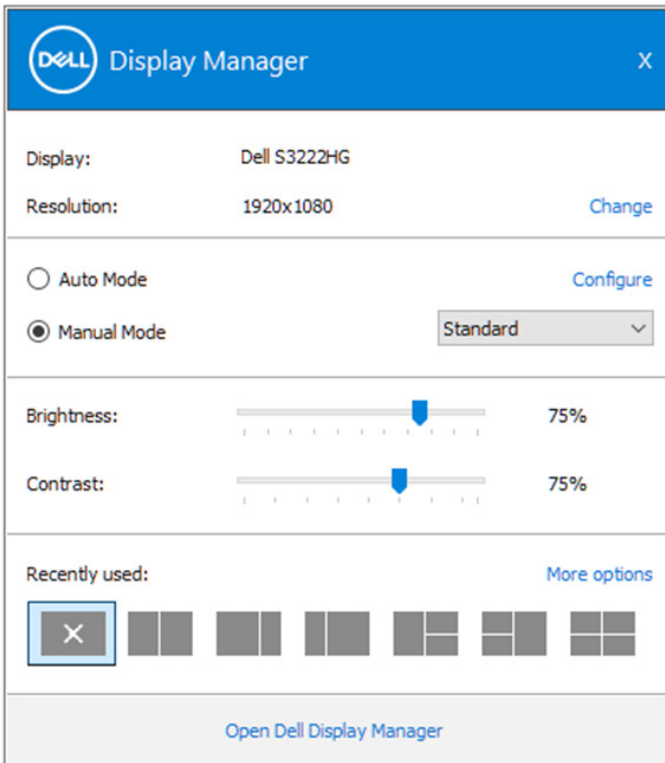 DELL Display Manager X
Display: Dell S3222HG
Resolution: 1920x1080 Change
Auto Mode Configure
Manual Mode Standard
Brightness: 75%
Contrast: 75%
Recently used: More options
Open Dell Display Manager